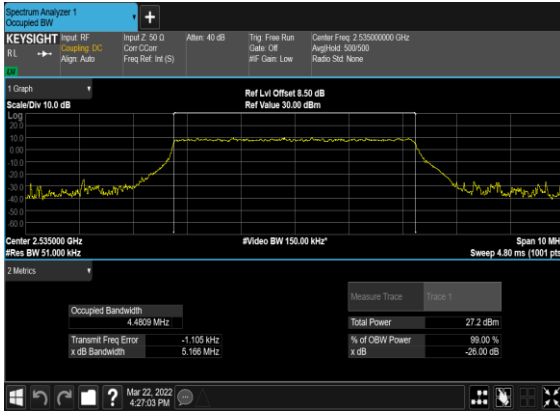 Spectrum Analyzer 1
Occupied BW
+
KEYSIGHT
RL
Input: RF
Coupling: DC
Align: Auto
Input Z: 50 Ω
Corr CCorr
Freq Ref: Int (S)
Atten: 40 dB
Trig: Free Run
Gate: Off
#IF Gain: Low
Center Freq: 2.535000000 GHz
Avg|Hold: 500/500
Radio Std: None
LXI
1 Graph
Scale/Div 10.0 dB
Ref Lvl Offset 8.50 dB
Ref Value 30.00 dBm
Log
20.0
10.0
0.00
-10.0
-20.0
-30.0
-40.0
-50.0
-60.0
Center 2.535000 GHz
#Res BW 51.000 kHz
#Video BW 150.00 kHz*
Span 10 MH
Sweep 4.80 ms (1001 pts
2 Metrics
Measure Trace Trace 1
Occupied Bandwidth
4.4809 MHz
Total Power 27.2 dBm
Transmit Freq Error -1.105 kHz
% of OBW Power 99.00 %
x dB Bandwidth 5.166 MHz
x dB -26.00 dB
?
Mar 22, 2022
4:27:03 PM